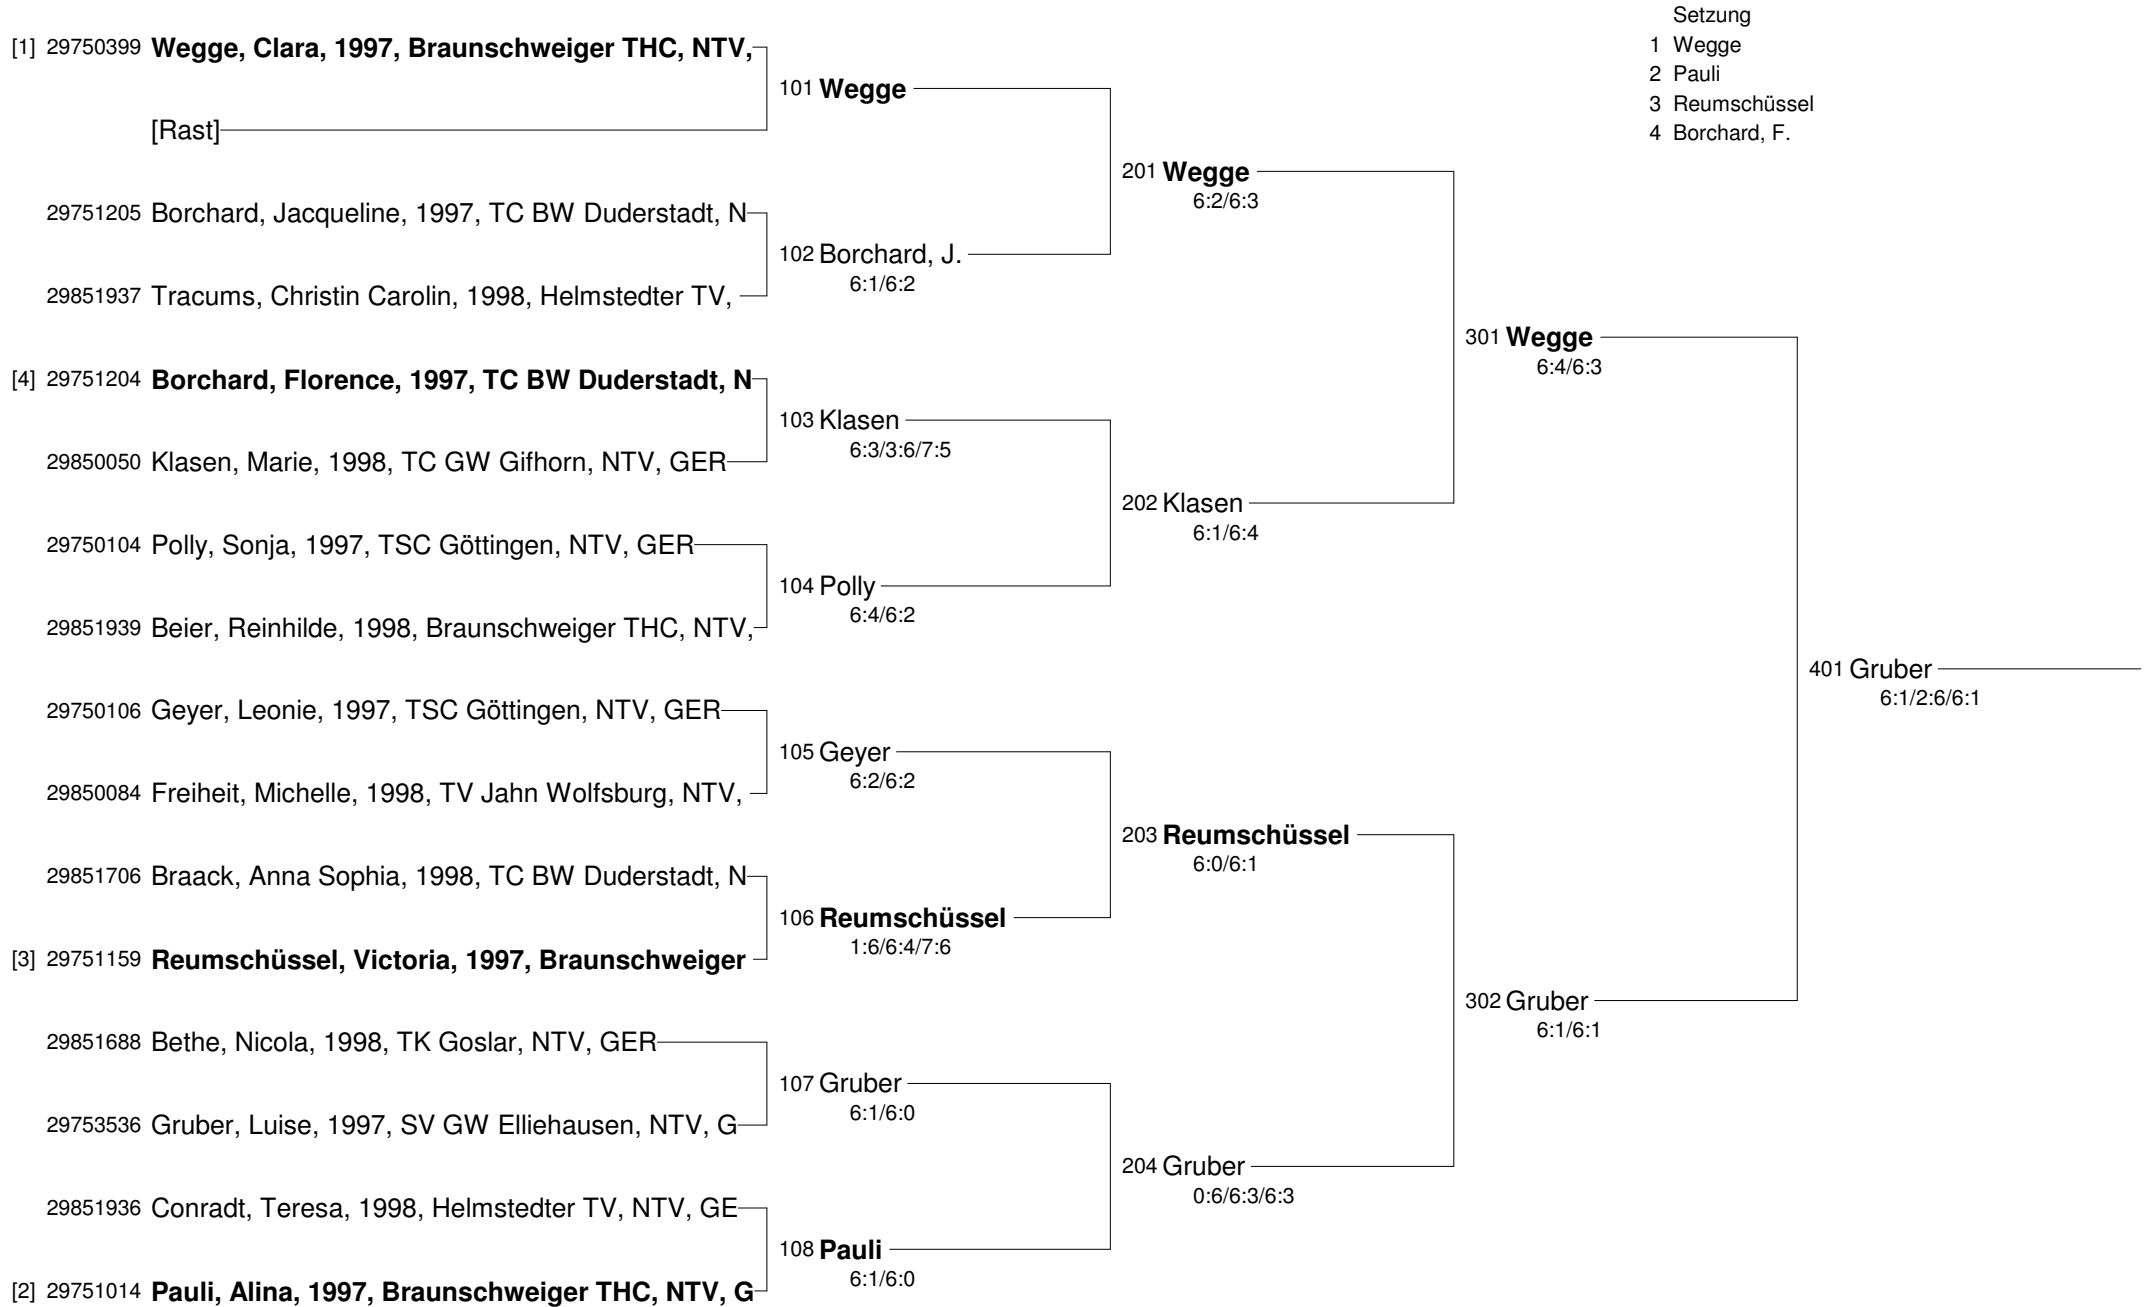 Setzung
1 Wegge
2 Pauli
3 Reumschüssel
4 Borchard, F.
[1] 29750399 Wegge, Clara, 1997, Braunschweiger THC, NTV,
[Rast]
29751205 Borchard, Jacqueline, 1997, TC BW Duderstadt, N
29851937 Tracums, Christin Carolin, 1998, Helmstedter TV,
[4] 29751204 Borchard, Florence, 1997, TC BW Duderstadt, N
29850050 Klasen, Marie, 1998, TC GW Gifhorn, NTV, GER
29750104 Polly, Sonja, 1997, TSC Göttingen, NTV, GER
29851939 Beier, Reinhilde, 1998, Braunschweiger THC, NTV,
29750106 Geyer, Leonie, 1997, TSC Göttingen, NTV, GER
29850084 Freiheit, Michelle, 1998, TV Jahn Wolfsburg, NTV,
29851706 Braack, Anna Sophia, 1998, TC BW Duderstadt, N
[3] 29751159 Reumschüssel, Victoria, 1997, Braunschweiger
29851688 Bethe, Nicola, 1998, TK Goslar, NTV, GER
29753536 Gruber, Luise, 1997, SV GW Elliehausen, NTV, G
29851936 Conradt, Teresa, 1998, Helmstedter TV, NTV, GE
[2] 29751014 Pauli, Alina, 1997, Braunschweiger THC, NTV, G
101 Wegge
102 Borchard, J.
6:1/6:2
103 Klasen
6:3/3:6/7:5
104 Polly
6:4/6:2
105 Geyer
6:2/6:2
106 Reumschüssel
1:6/6:4/7:6
107 Gruber
6:1/6:0
108 Pauli
6:1/6:0
201 Wegge
6:2/6:3
202 Klasen
6:1/6:4
203 Reumschüssel
6:0/6:1
204 Gruber
0:6/6:3/6:3
301 Wegge
6:4/6:3
302 Gruber
6:1/6:1
401 Gruber
6:1/2:6/6:1